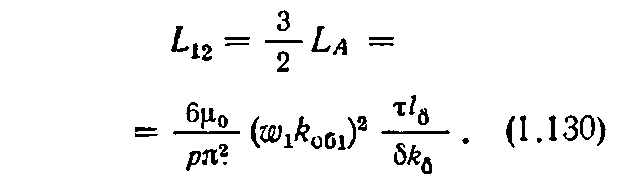 L₁₂ = 3/2 L_A =
= 6μ₀/pπ² (w₁k_об1)² τl_δ/δk_δ . (1.130)